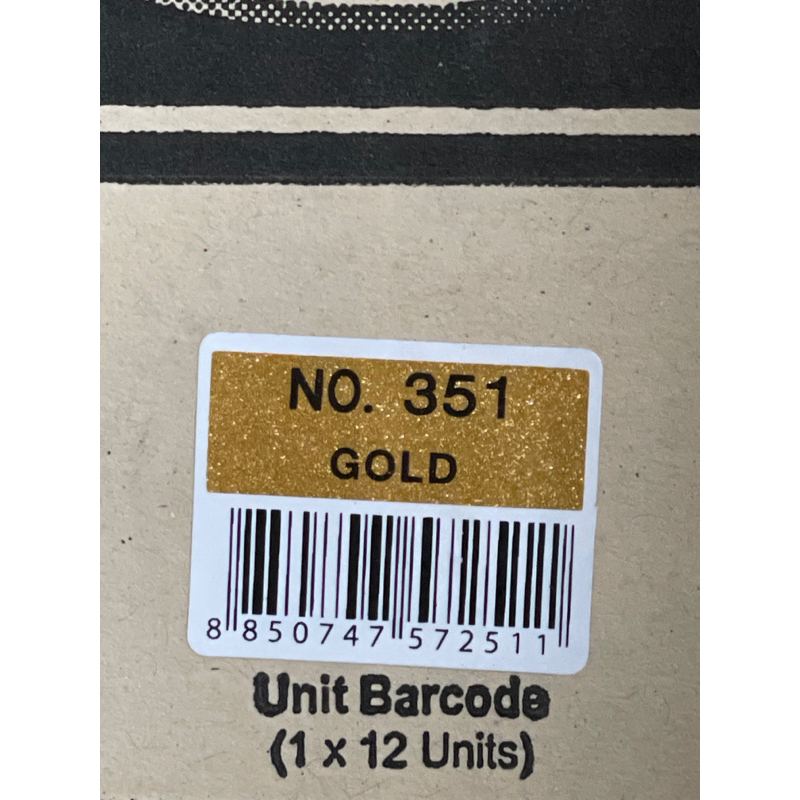 NO. 351
GOLD
8 850747 572511
Unit Barcode
(1 x 12 Units)